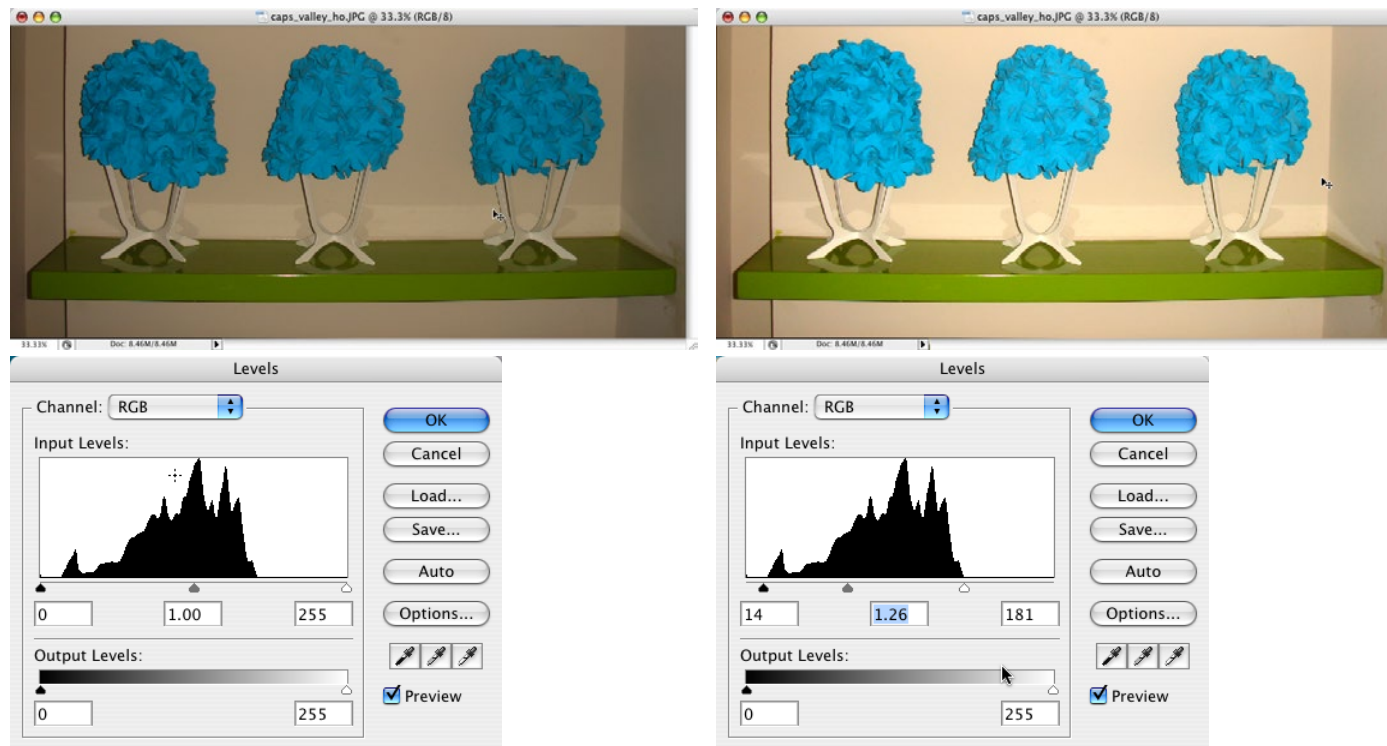 caps_valley_ho.JPG @ 33.3% (RGB/8)
33.33% Doc: 8.46M/8.46M
caps_valley_ho.JPG @ 33.3% (RGB/8)
33.33% Doc: 8.46M/8.46M
Levels
Channel: RGB
OK
Input Levels:
Cancel
Load...
Save...
Auto
0 1.00 255
Options...
Output Levels:
Preview
0 255
Levels
Channel: RGB
OK
Input Levels:
Cancel
Load...
Save...
Auto
14 1.26 181
Options...
Output Levels:
Preview
0 255